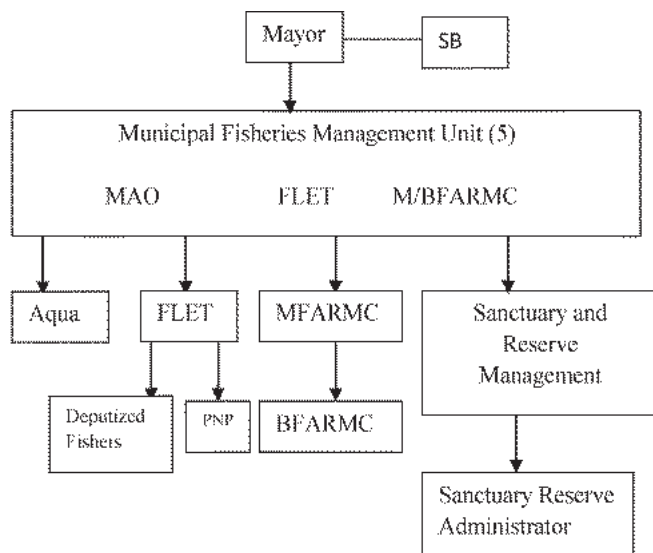 Mayor
SB
Municipal Fisheries Management Unit (5)
MAO FLET M/BFARMC
Aqua
FLET
MFARMC
Sanctuary and
Reserve
Management
Deputized
Fishers
PNP
BFARMC
Sanctuary Reserve
Administrator